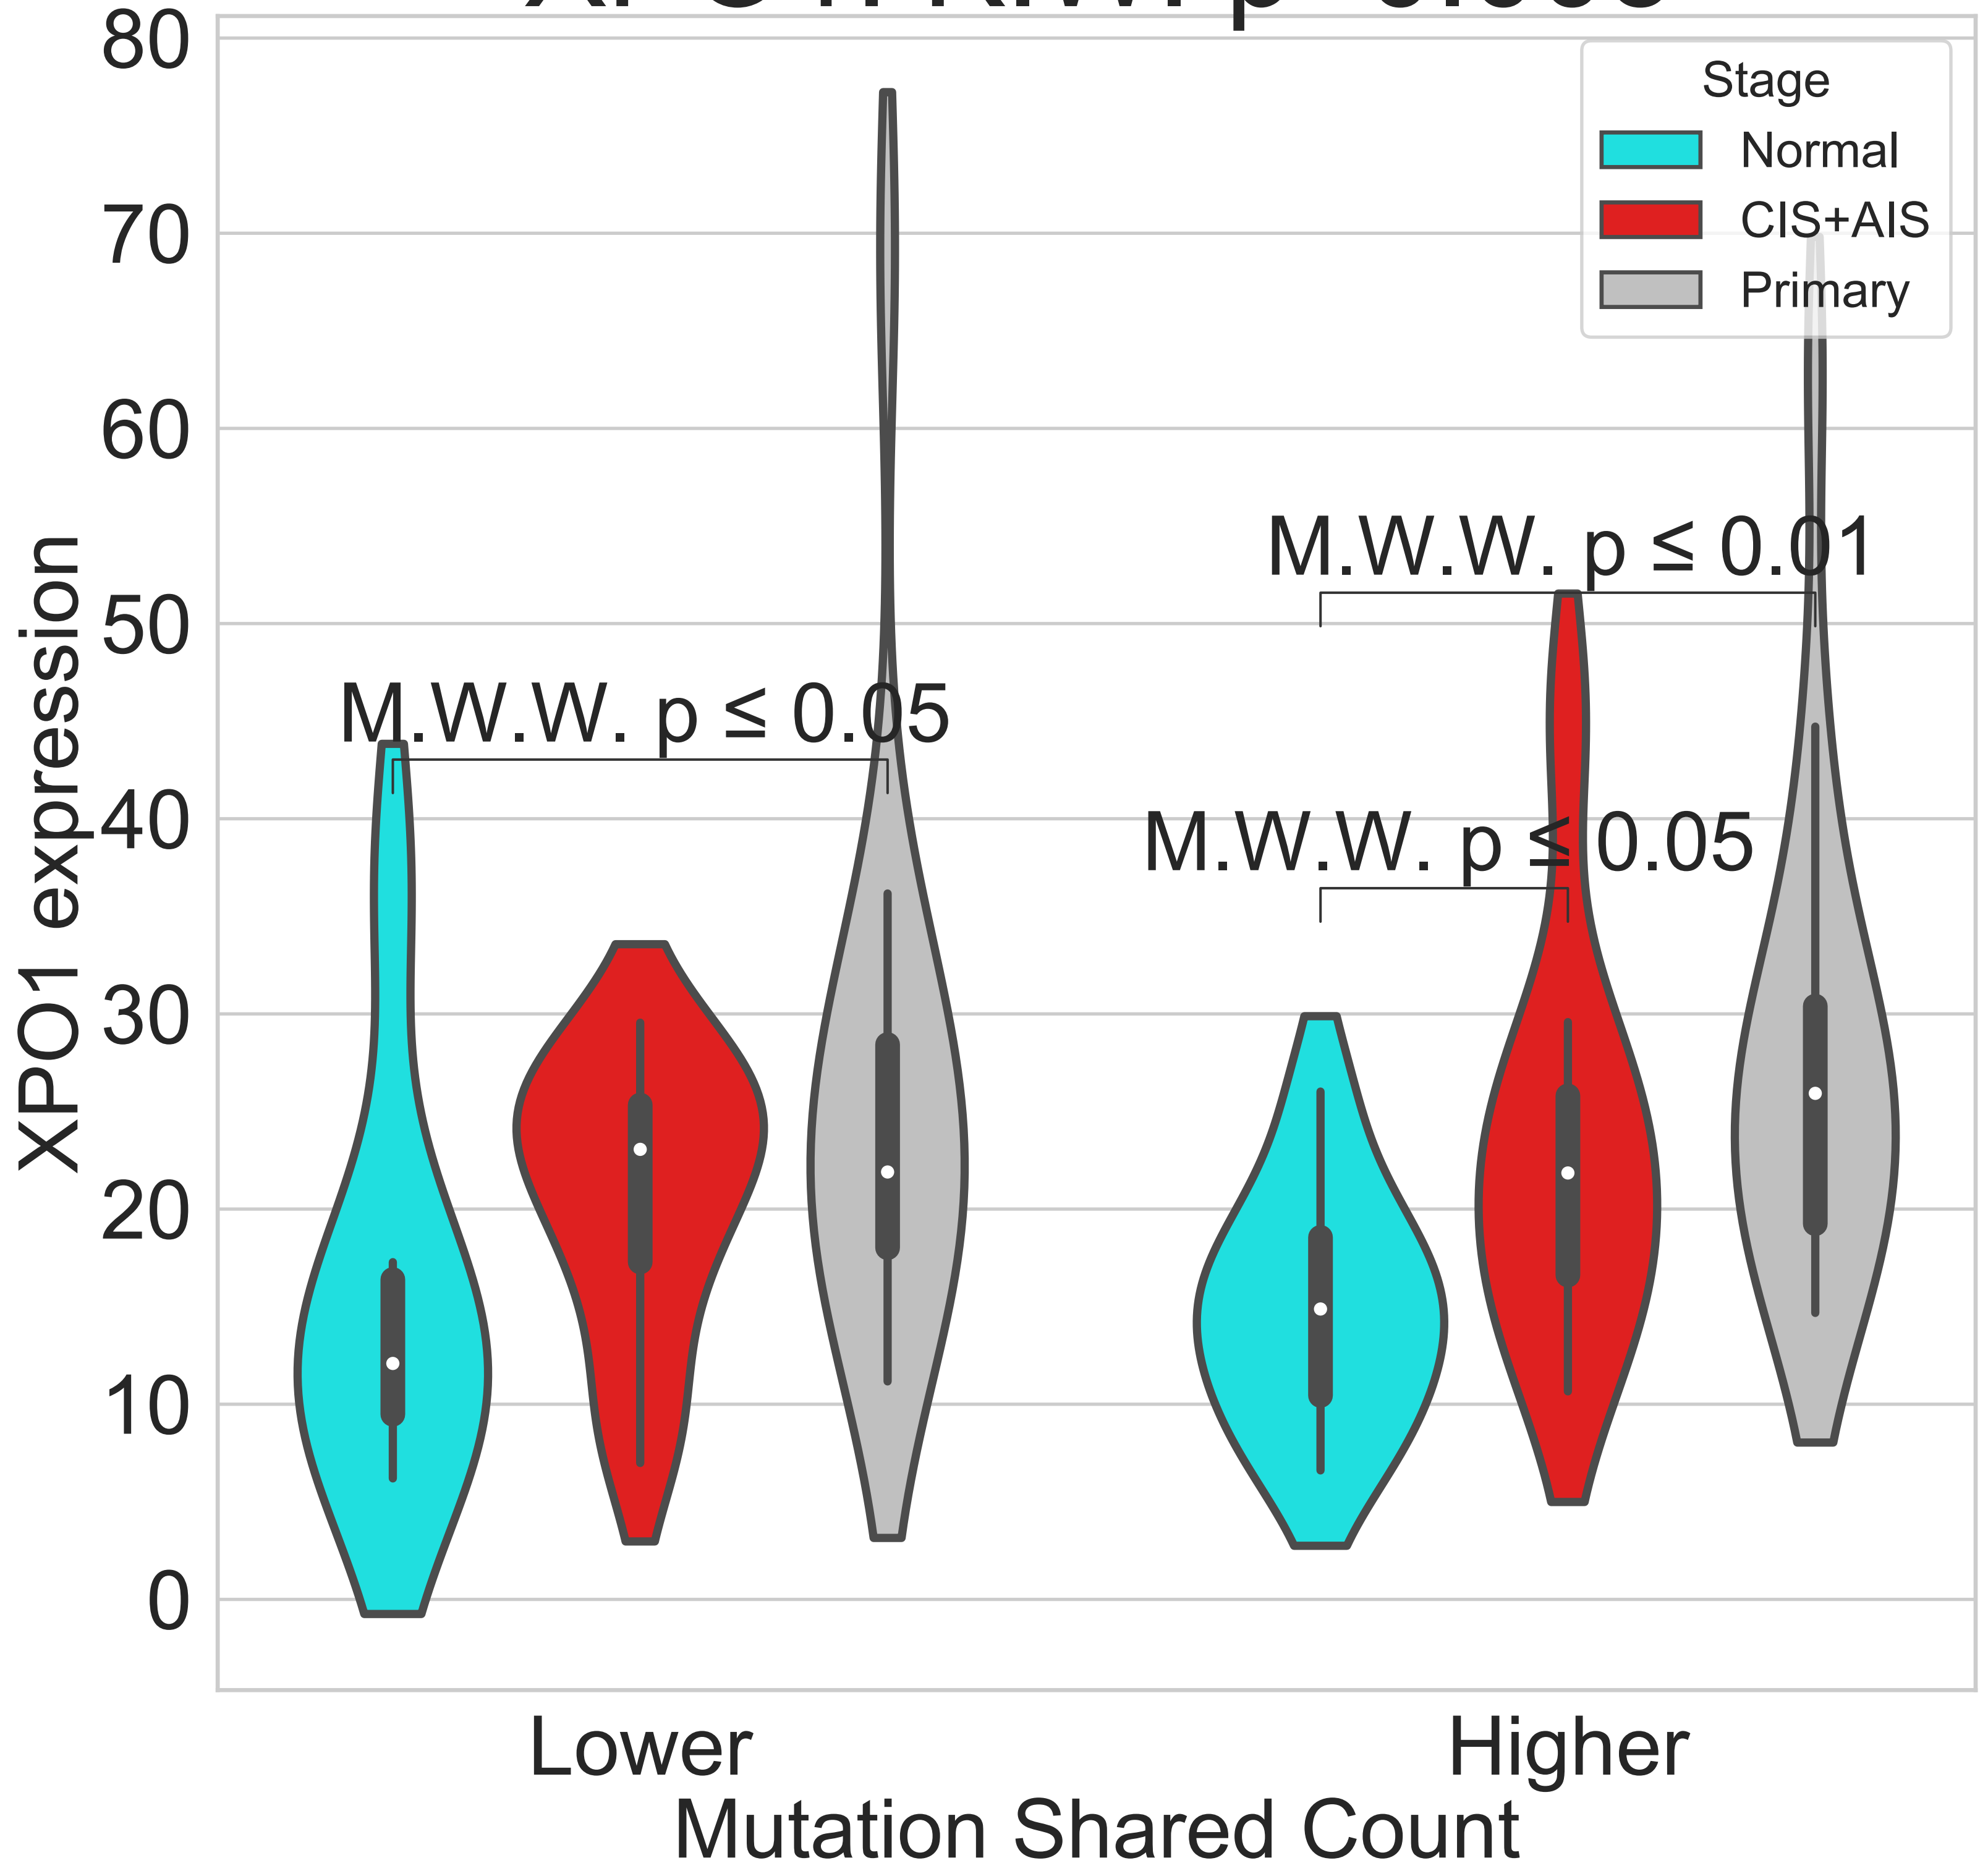 80
70
60
50
40
30
20
10
0
XPO1 expression
Stage
Normal
CIS+AIS
Primary
M.W.W. p ≤ 0.01
M.W.W. p ≤ 0.05
M.W.W. p ≤ 0.05
Lower
Higher
Mutation Shared Count